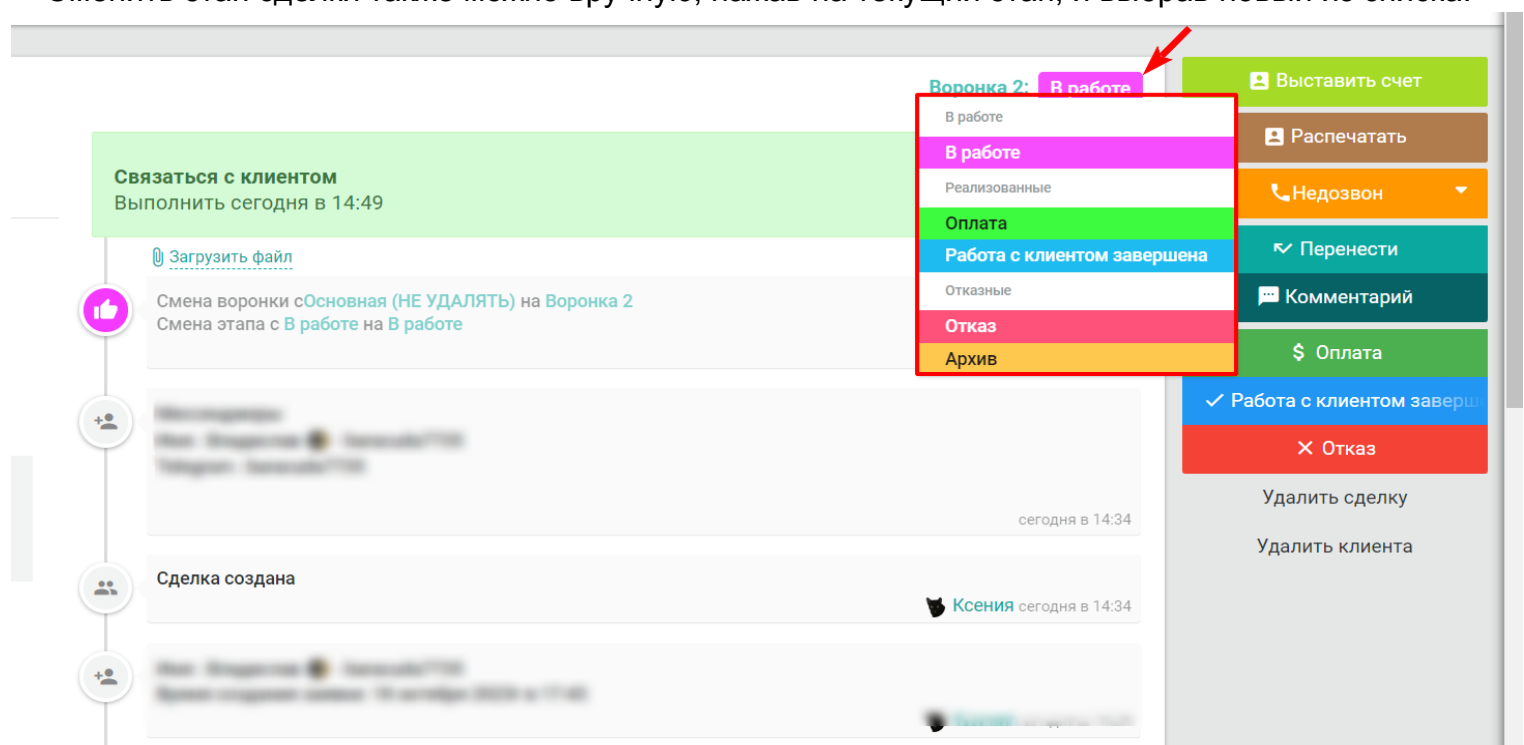 Воронка 2: В работе
В работе
В работе
Реализованные
Оплата
Работа с клиентом завершена
Отказные
Отказ
Архив
Связаться с клиентом
Выполнить сегодня в 14:49
Загрузить файл
Смена воронки сОсновная (НЕ УДАЛЯТЬ) на Воронка 2
Смена этапа с В работе на В работе
сегодня в 14:34
Сделка создана
Ксения сегодня в 14:34
Выставить счет
Распечатать
Недозвон
Перенести
Комментарий
$ Оплата
Работа с клиентом заверш
Отказ
Удалить сделку
Удалить клиента